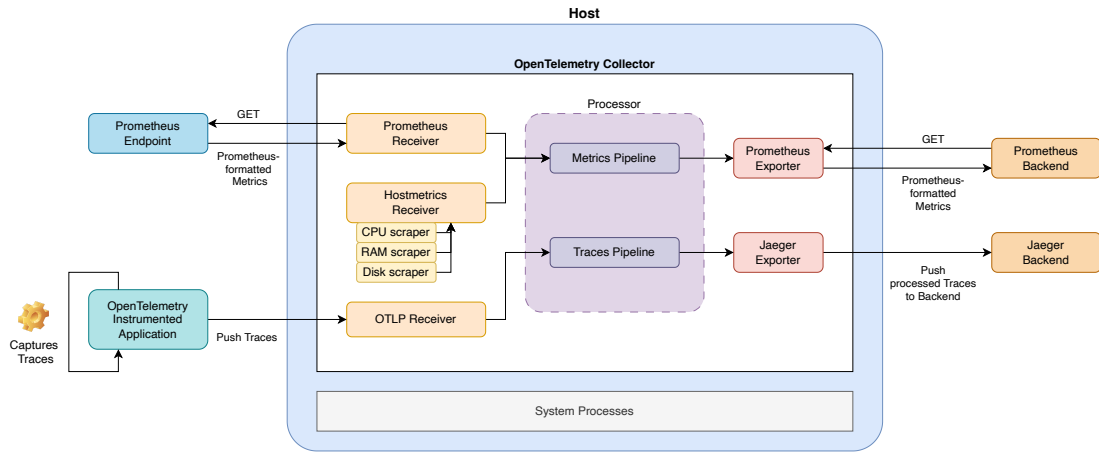 Host
OpenTelemetry Collector
Processor
GET
Prometheus
Endpoint
Prometheus-
formatted
Metrics
Prometheus
Receiver
Metrics Pipeline
Prometheus
Exporter
GET
Prometheus-
formatted
Metrics
Prometheus
Backend
Hostmetrics
Receiver
CPU scraper
RAM scraper
Disk scraper
Traces Pipeline
Jaeger
Exporter
Push
processed Traces
to Backend
Jaeger
Backend
Captures
Traces
OpenTelemetry
Instrumented
Application
Push Traces
OTLP Receiver
System Processes